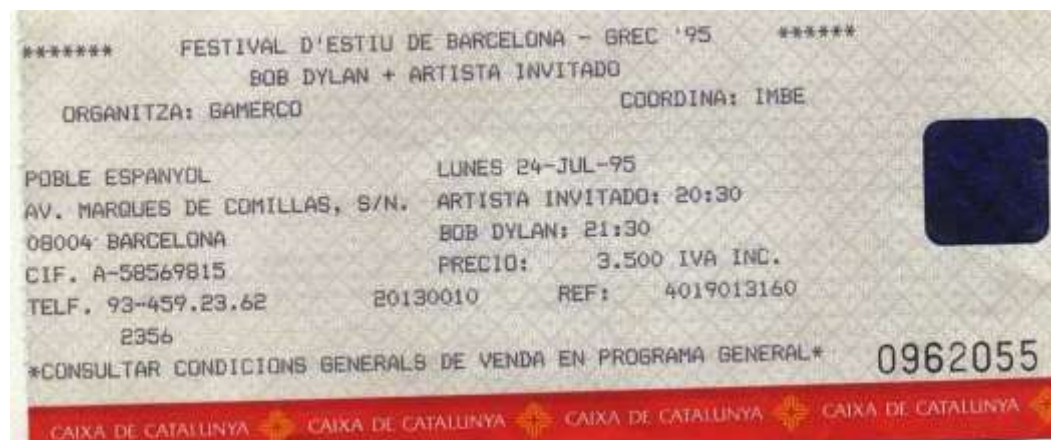 ******* FESTIVAL D'ESTIU DE BARCELONA - GREC '95 ******
BOB DYLAN + ARTISTA INVITADO
ORGANITZA: GAMERCO COORDINA: IMBE
POBLE ESPANYOL LUNES 24-JUL-95
AV. MARQUES DE COMILLAS, S/N. ARTISTA INVITADO: 20:30
08004 BARCELONA BOB DYLAN: 21:30
CIF. A-58569815 PRECIO: 3.500 IVA INC.
TELF. 93-459.23.62 20130010 REF: 4019013160
2356
*CONSULTAR CONDICIONS GENERALS DE VENDA EN PROGRAMA GENERAL* 0962055
CAIXA DE CATALUNYA CAIXA DE CATALUNYA CAIXA DE CATALUNYA CAIXA DE CATALUNYA